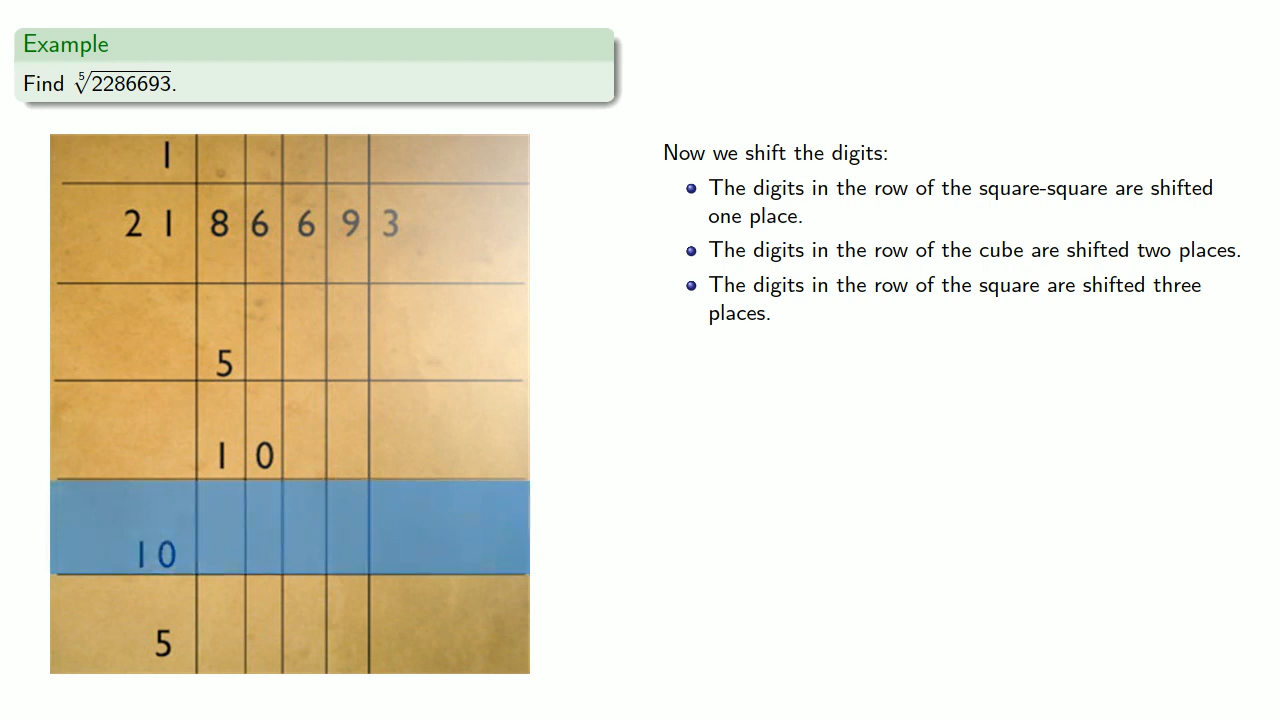 Example
Find ⁵√2286693.
1
2 1 8 6 6 9 3
5
1 0
1 0
5
Now we shift the digits:
The digits in the row of the square-square are shifted
one place.
The digits in the row of the cube are shifted two places.
The digits in the row of the square are shifted three
places.